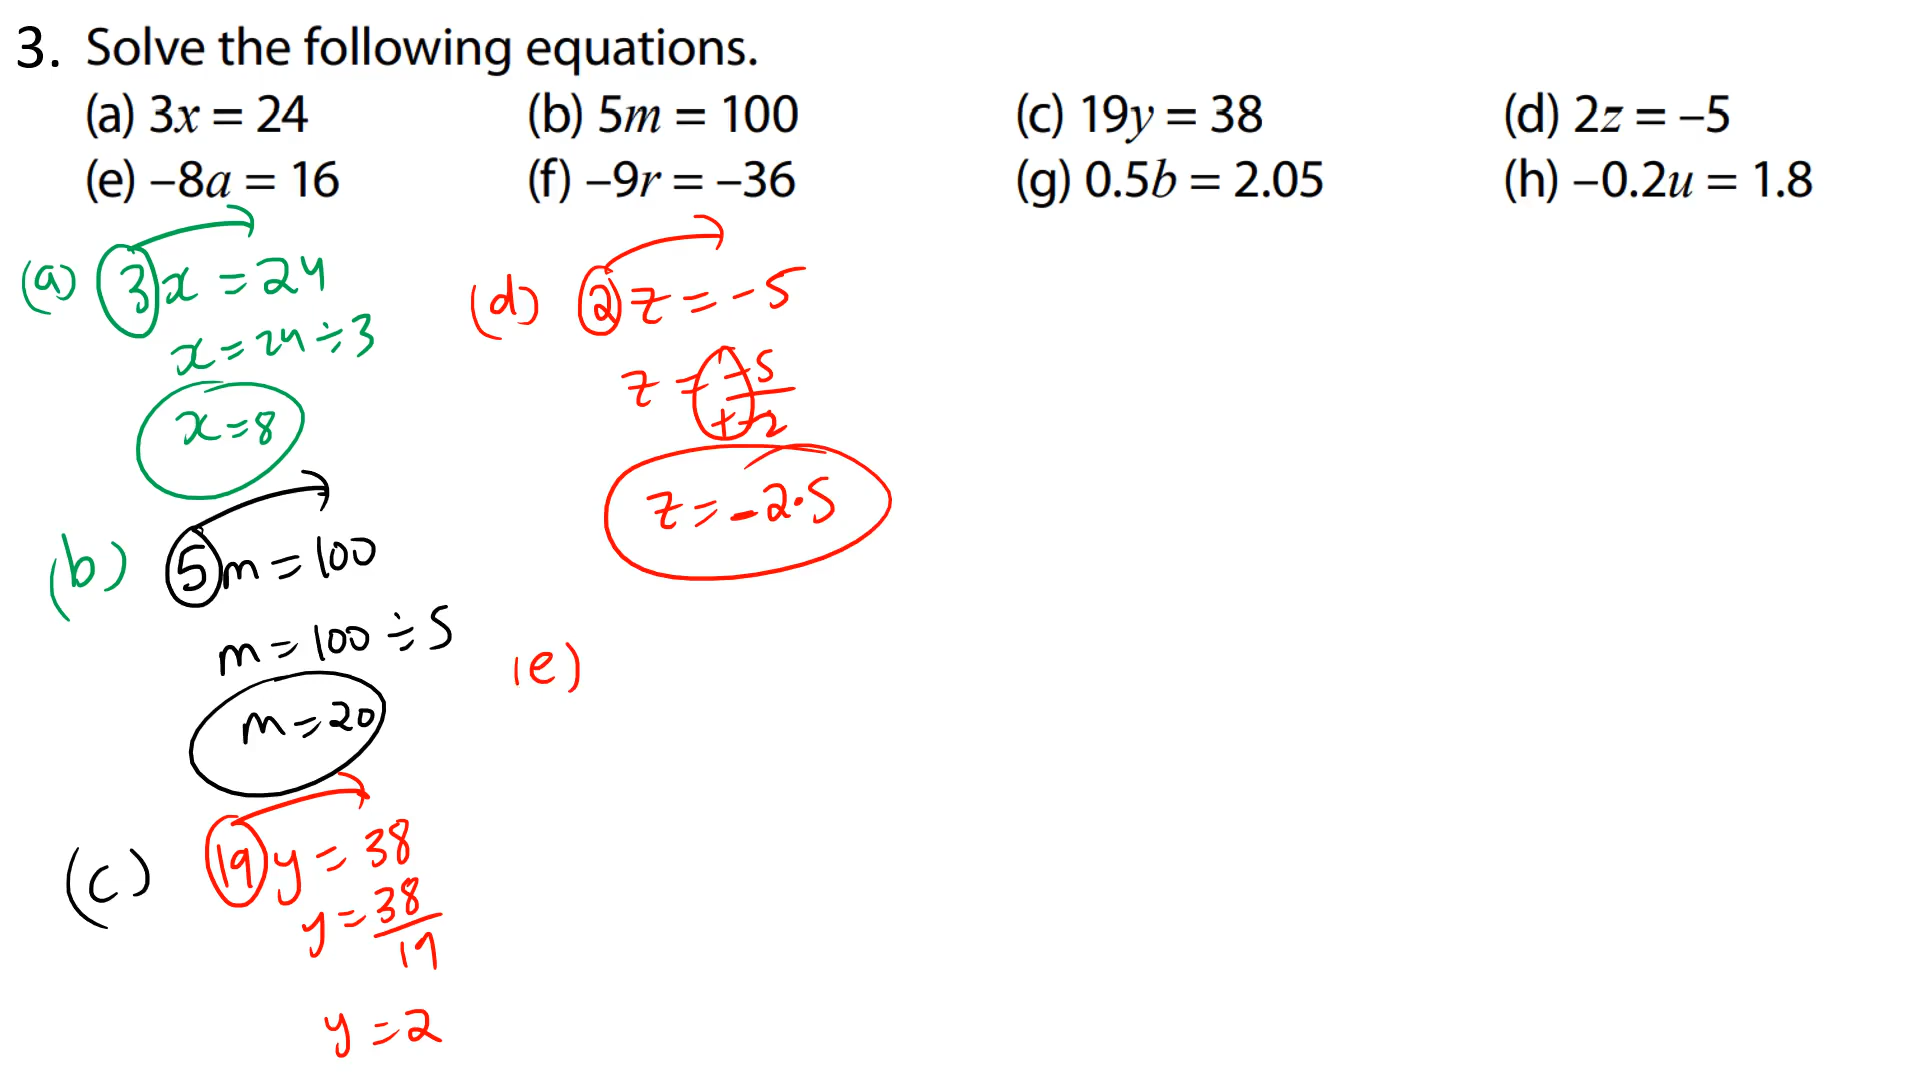 3. Solve the following equations.
(a) 3x = 24 (b) 5m = 100 (c) 19y = 38 (d) 2z = –5
(e) –8a = 16 (f) –9r = –36 (g) 0.5b = 2.05 (h) –0.2u = 1.8
(a) 3x = 24
x = 24 ÷ 3
x = 8
(b) 5m = 100
m = 100 ÷ 5
m = 20
(c) 19y = 38
y = 38/19
y = 2
(d) 2z = -5
z = -5/+2
z = -2.5
(e)